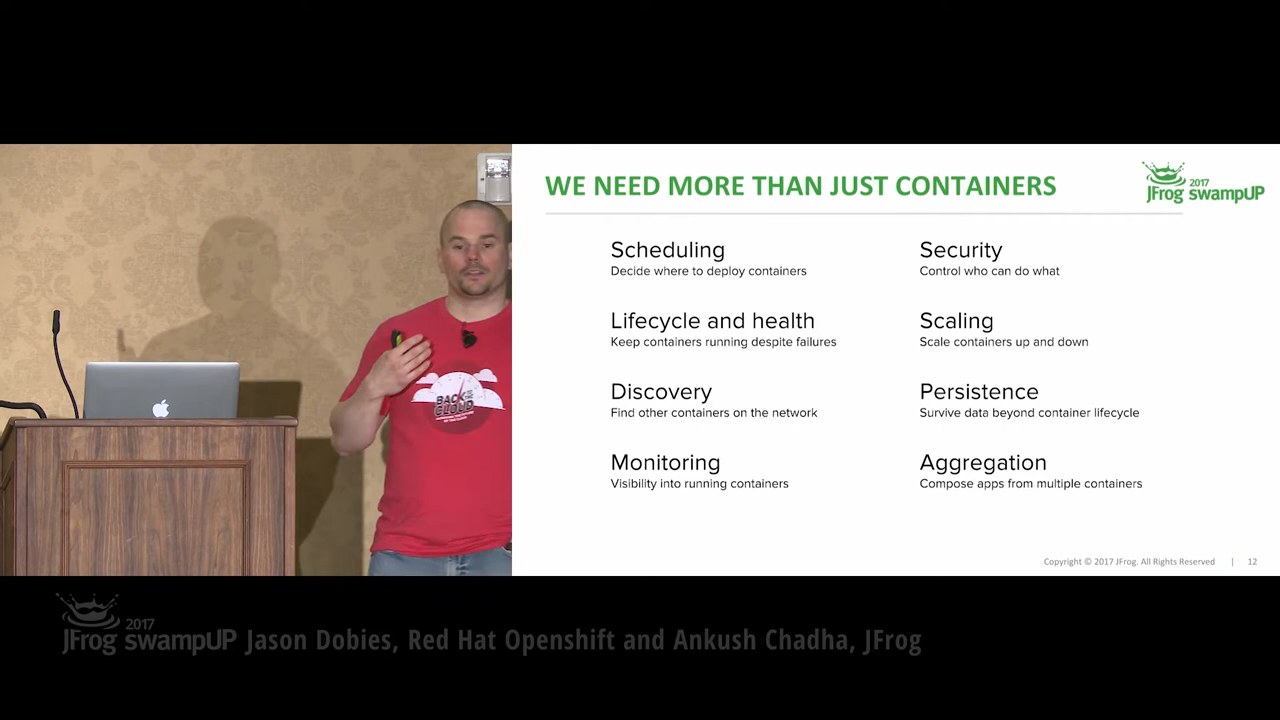 WE NEED MORE THAN JUST CONTAINERS
2017
JFrog swampUP
Scheduling
Decide where to deploy containers
Security
Control who can do what
Lifecycle and health
Keep containers running despite failures
Scaling
Scale containers up and down
Discovery
Find other containers on the network
Persistence
Survive data beyond container lifecycle
Monitoring
Visibility into running containers
Aggregation
Compose apps from multiple containers
BACK
TO THE
CLOUD
Copyright © 2017 JFrog. All Rights Reserved | 12
2017
JFrog swampUP Jason Dobies, Red Hat Openshift and Ankush Chadha, JFrog